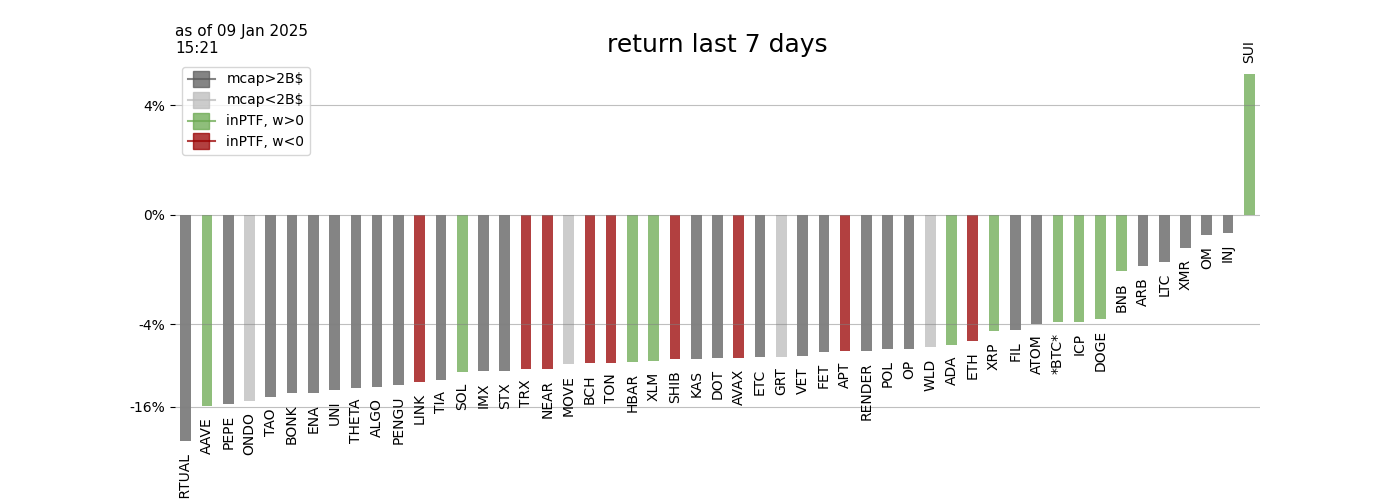 as of 09 Jan 2025
15:21
return last 7 days
mcap>2B$
mcap<2B$
inPTF, w>0
inPTF, w<0
4%
0%
-4%
-16%
RTUAL
AAVE
PEPE
ONDO
TAO
BONK
ENA
UNI
THETA
ALGO
PENGU
LINK
TIA
SOL
IMX
STX
TRX
NEAR
MOVE
BCH
TON
HBAR
XLM
SHIB
KAS
DOT
AVAX
ETC
GRT
VET
FET
APT
RENDER
POL
OP
WLD
ADA
ETH
XRP
FIL
ATOM
*BTC*
ICP
DOGE
BNB
ARB
LTC
XMR
OM
INJ
SUI